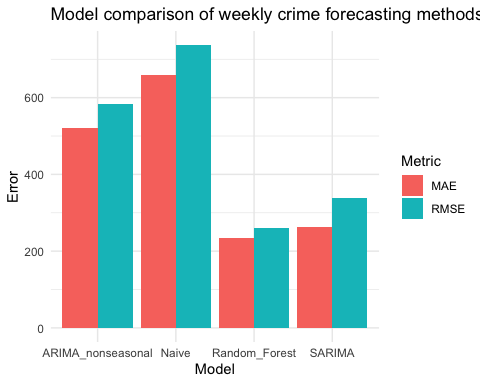 Model comparison of weekly crime forecasting methods
Error
600
400
200
0
ARIMA_nonseasonal Naive Random_Forest SARIMA
Model
Metric
MAE
RMSE